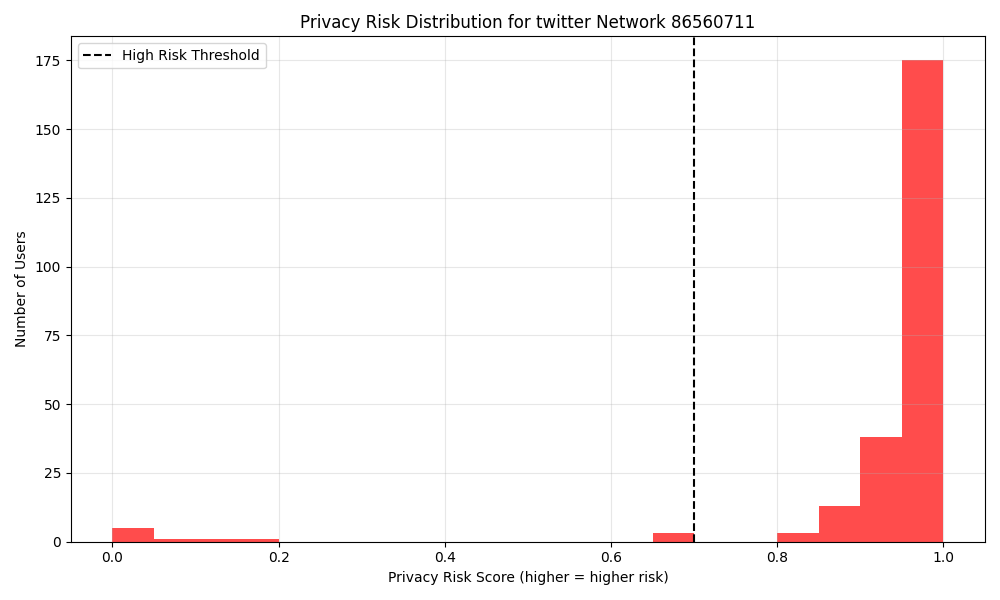 Privacy Risk Distribution for twitter Network 86560711
High Risk Threshold
175
150
125
100
75
50
25
0
Number of Users
0.0 0.2 0.4 0.6 0.8 1.0
Privacy Risk Score (higher = higher risk)